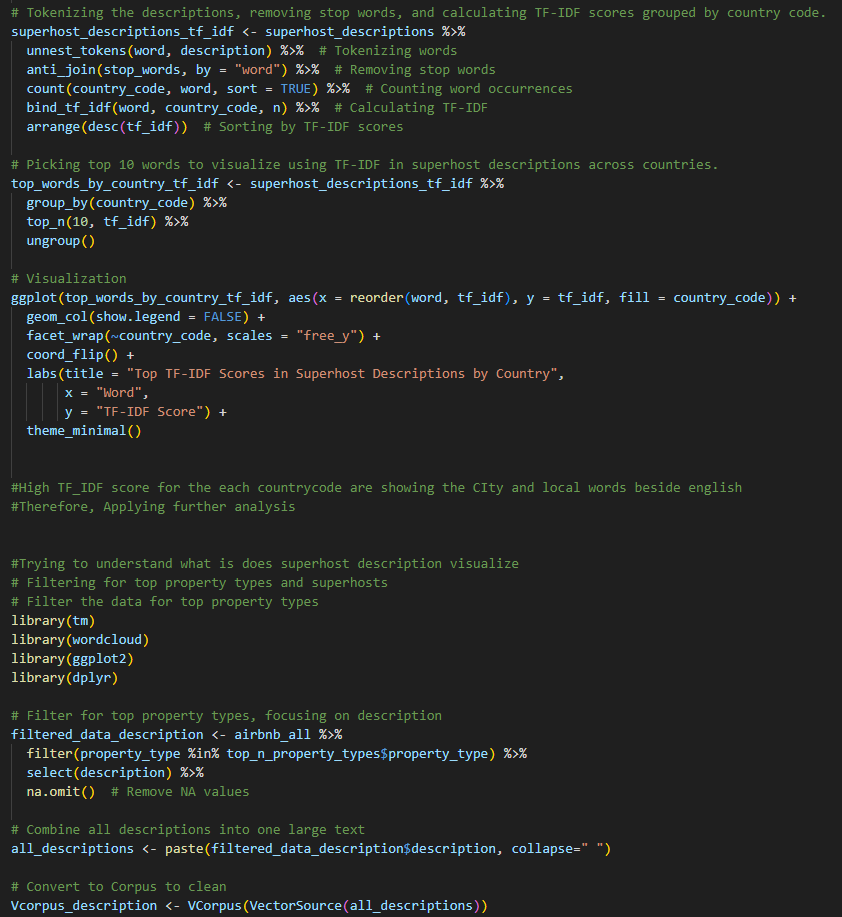 # Tokenizing the descriptions, removing stop words, and calculating TF-IDF scores grouped by country code.
superhost_descriptions_tf_idf <- superhost_descriptions %>%
  unnest_tokens(word, description) %>%  # Tokenizing words
  anti_join(stop_words, by = "word") %>%  # Removing stop words
  count(country_code, word, sort = TRUE) %>%  # Counting word occurrences
  bind_tf_idf(word, country_code, n) %>%  # Calculating TF-IDF
  arrange(desc(tf_idf))  # Sorting by TF-IDF scores

# Picking top 10 words to visualize using TF-IDF in superhost descriptions across countries.
top_words_by_country_tf_idf <- superhost_descriptions_tf_idf %>%
  group_by(country_code) %>%
  top_n(10, tf_idf) %>%
  ungroup()

# Visualization
ggplot(top_words_by_country_tf_idf, aes(x = reorder(word, tf_idf), y = tf_idf, fill = country_code)) +
  geom_col(show.legend = FALSE) +
  facet_wrap(~country_code, scales = "free_y") +
  coord_flip() +
  labs(title = "Top TF-IDF Scores in Superhost Descriptions by Country",
       x = "Word",
       y = "TF-IDF Score") +
  theme_minimal()


#High TF_IDF score for the each countrycode are showing the CIty and local words beside english
#Therefore, Applying further analysis


#Trying to understand what is does superhost description visualize
# Filtering for top property types and superhosts
# Filter the data for top property types
library(tm)
library(wordcloud)
library(ggplot2)
library(dplyr)

# Filter for top property types, focusing on description
filtered_data_description <- airbnb_all %>%
  filter(property_type %in% top_n_property_types$property_type) %>%
  select(description) %>%
  na.omit()  # Remove NA values

# Combine all descriptions into one large text
all_descriptions <- paste(filtered_data_description$description, collapse=" ")

# Convert to Corpus to clean
Vcorpus_description <- VCorpus(VectorSource(all_descriptions))